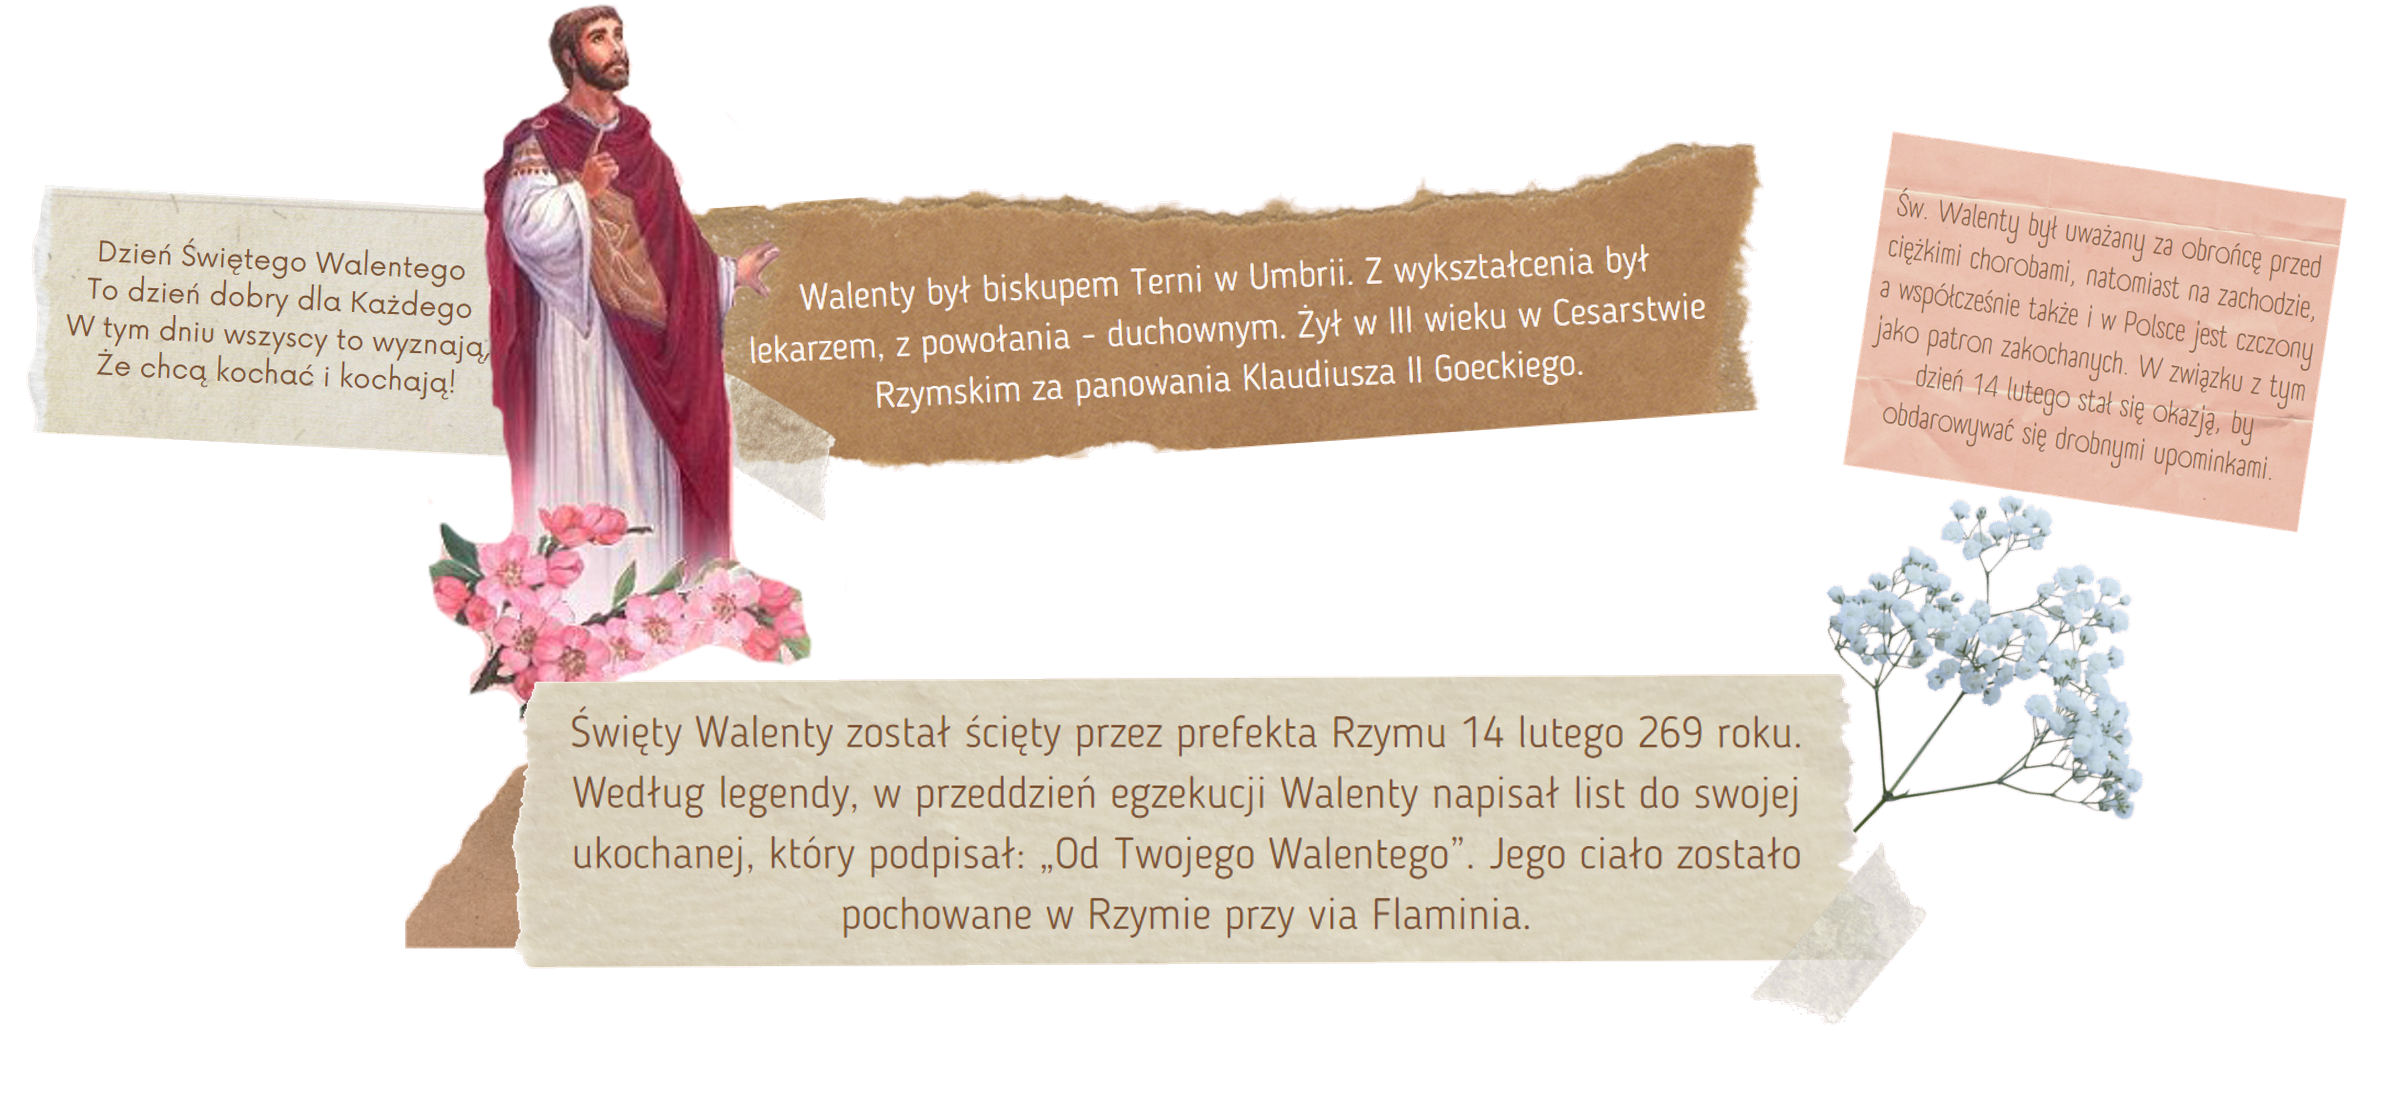 Dzień Świętego Walentego
To dzień dobry dla Każdego
W tym dniu wszyscy to wyznają,
Że chcą kochać i kochają!
Walenty był biskupem Terni w Umbrii. Z wykształcenia był
lekarzem, z powołania - duchownym. Żył w III wieku w Cesarstwie
Rzymskim za panowania Klaudiusza II Goeckiego.
Św. Walenty był uważany za obrońcę przed
ciężkimi chorobami, natomiast na zachodzie,
a współcześnie także i w Polsce jest czczony
jako patron zakochanych. W związku z tym
dzień 14 lutego stał się okazją, by
obdarowywać się drobnymi upominkami.
Święty Walenty został ścięty przez prefekta Rzymu 14 lutego 269 roku.
Według legendy, w przeddzień egzekucji Walenty napisał list do swojej
ukochanej, który podpisał: „Od Twojego Walentego”. Jego ciało zostało
pochowane w Rzymie przy via Flaminia.